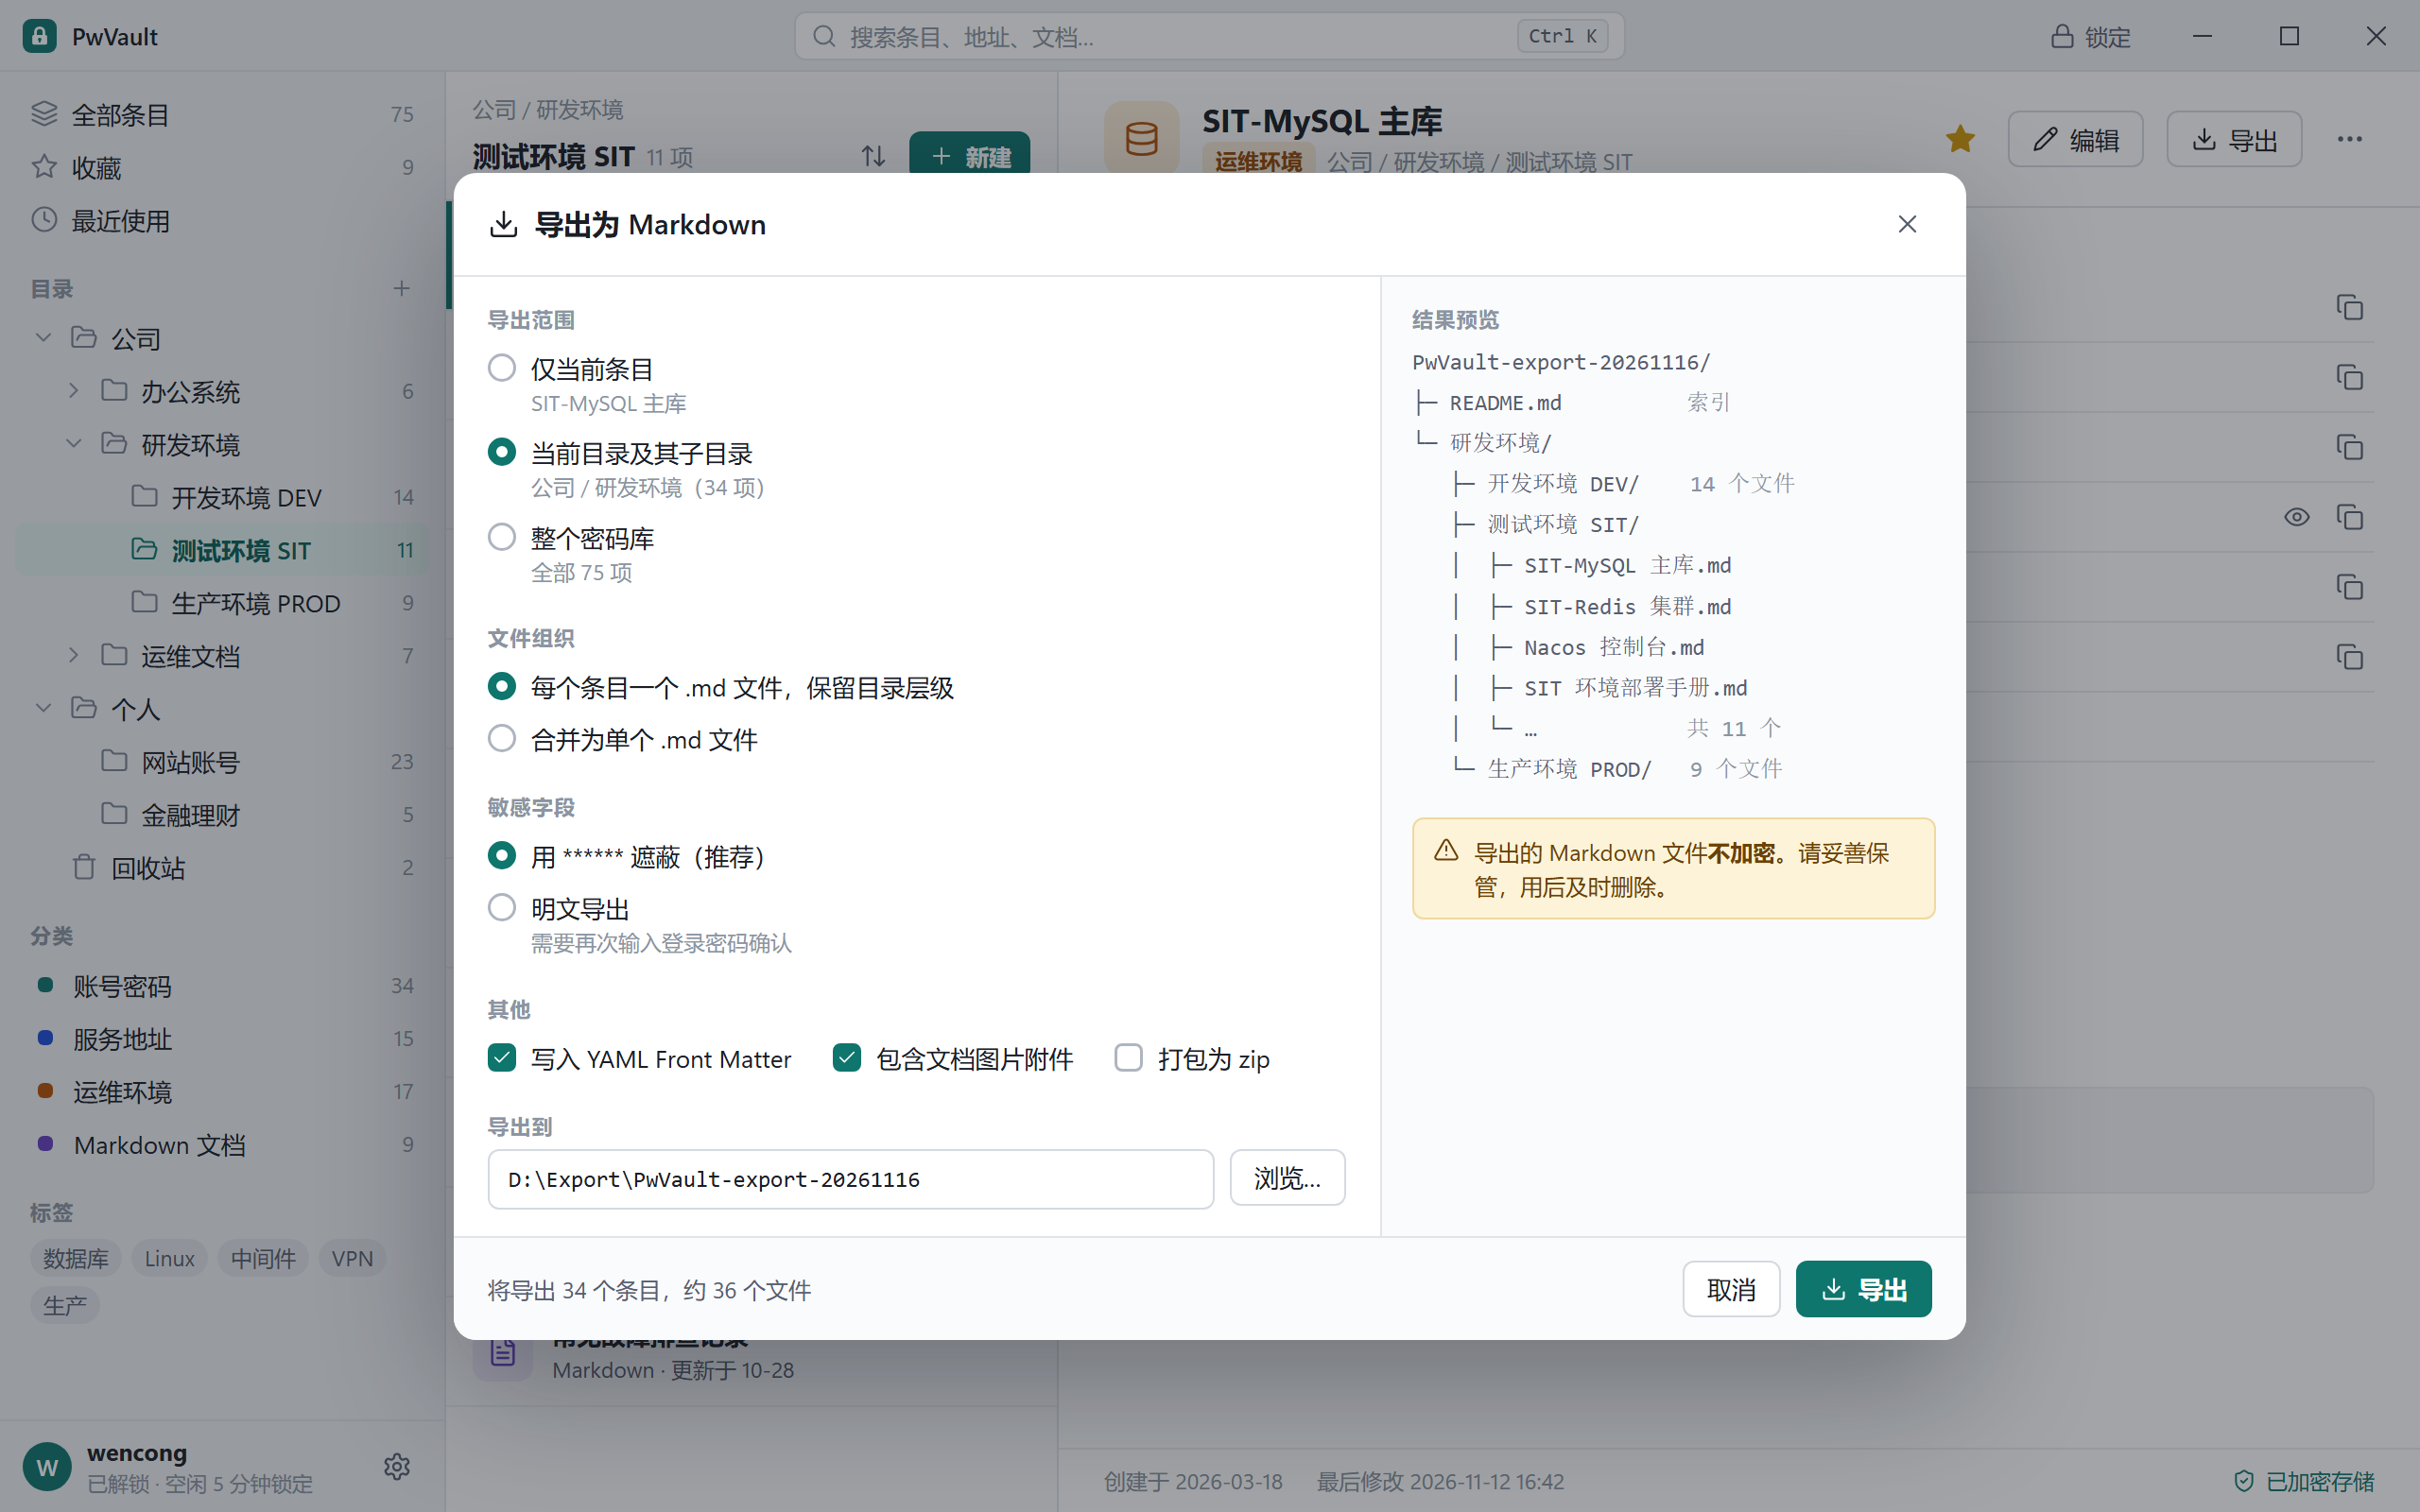 PwVault
搜索条目、地址、文档...
Ctrl K
锁定
全部条目 75
收藏 9
最近使用
目录
公司
办公系统 6
研发环境
开发环境 DEV 14
测试环境 SIT 11
生产环境 PROD 9
运维文档 7
个人
网站账号 23
金融理财 5
回收站 2
分类
账号密码 34
服务地址 15
运维环境 17
Markdown 文档 9
标签
数据库 Linux 中间件 VPN
生产
wencong
已解锁 · 空闲 5 分钟锁定
公司 / 研发环境
测试环境 SIT 11 项
新建
Markdown · 更新于 10-28
SIT-MySQL 主库
运维环境 公司 / 研发环境 / 测试环境 SIT
编辑
导出
创建于 2026-03-18 最后修改 2026-11-12 16:42
已加密存储
导出为 Markdown
导出范围
仅当前条目
SIT-MySQL 主库
当前目录及其子目录
公司 / 研发环境（34 项）
整个密码库
全部 75 项
文件组织
每个条目一个 .md 文件，保留目录层级
合并为单个 .md 文件
敏感字段
用 ****** 遮蔽（推荐）
明文导出
需要再次输入登录密码确认
其他
写入 YAML Front Matter 包含文档图片附件 打包为 zip
导出到
D:\Export\PwVault-export-20261116
浏览...
结果预览
PwVault-export-20261116/
├─ README.md 索引
└─ 研发环境/
├─ 开发环境 DEV/ 14 个文件
├─ 测试环境 SIT/
│ ├─ SIT-MySQL 主库.md
│ ├─ SIT-Redis 集群.md
│ ├─ Nacos 控制台.md
│ ├─ SIT 环境部署手册.md
│ └─ … 共 11 个
└─ 生产环境 PROD/ 9 个文件
导出的 Markdown 文件不加密。请妥善保
管，用后及时删除。
将导出 34 个条目，约 36 个文件
取消
导出